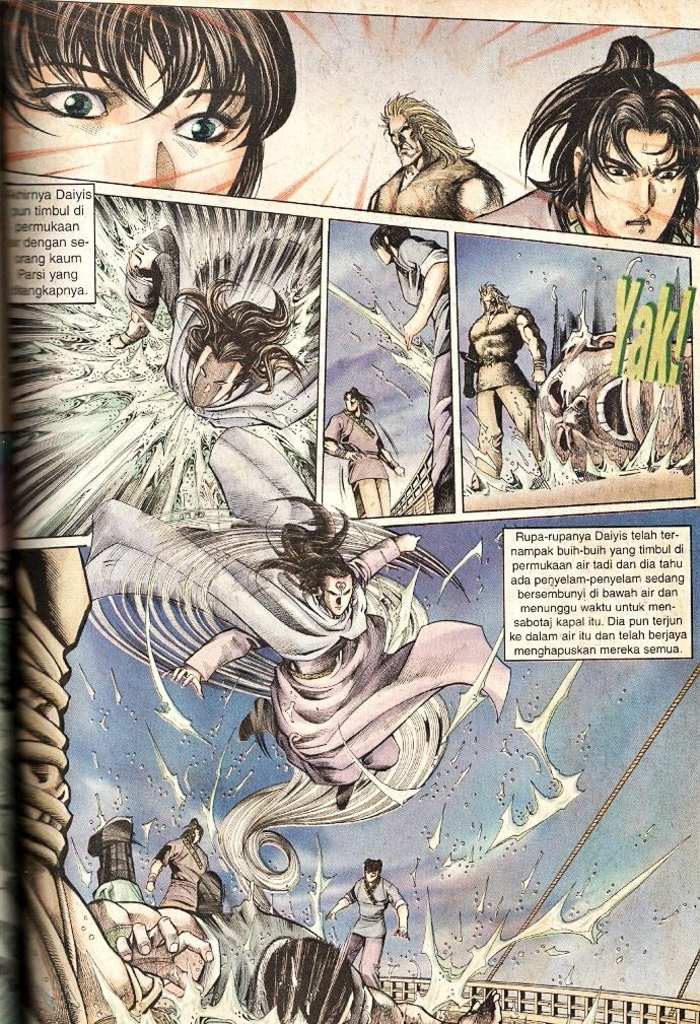 Daiyis
pun timbul di
permukaan
dengan se-
orang kaum
Parsi yang
Yak!
Rupa-rupanya Daiyis telah ter-
nampak buih-buih yang timbul di
permukaan air tadi dan dia tahu
ada penyelam-penyelam sedang
bersembunyi di bawah air dan
menunggu waktu untuk men-
sabotaj kapal itu. Dia pun terjun
ke dalam air itu dan telah berjaya
menghapuskan mereka semua.